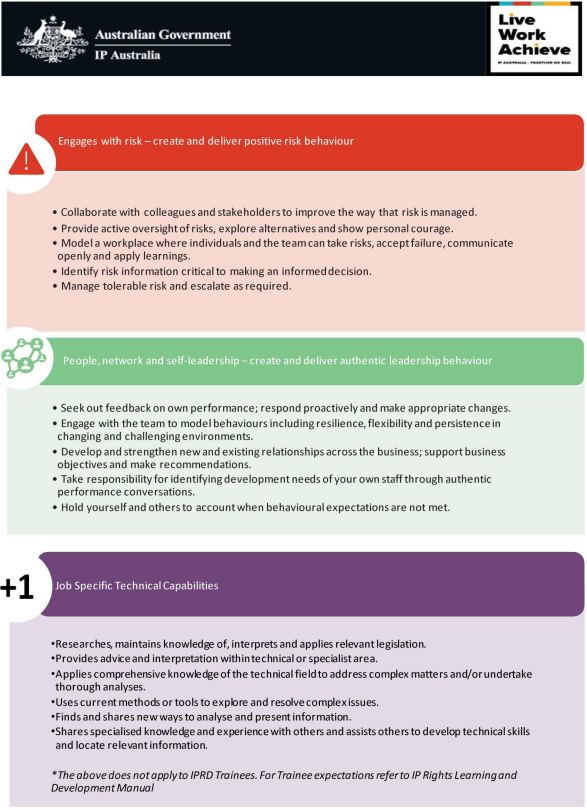 Australian Government
IP Australia
Live
Work
Achieve
IP AUSTRALIA - TOGETHER WE CAN.
Engages with risk – create and deliver positive risk behaviour
• Collaborate with colleagues and stakeholders to improve the way that risk is managed.
• Provide active oversight of risks, explore alternatives and show personal courage.
• Model a workplace where individuals and the team can take risks, accept failure, communicate
openly and apply learnings.
• Identify risk information critical to making an informed decision.
• Manage tolerable risk and escalate as required.
People, network and self-leadership – create and deliver authentic leadership behaviour
• Seek out feedback on own performance; respond proactively and make appropriate changes.
• Engage with the team to model behaviours including resilience, flexibility and persistence in
changing and challenging environments.
• Develop and strengthen new and existing relationships across the business; support business
objectives and make recommendations.
• Take responsibility for identifying development needs of your own staff through authentic
performance conversations.
• Hold yourself and others to account when behavioural expectations are not met.
+1
Job Specific Technical Capabilities
•Researches, maintains knowledge of, interprets and applies relevant legislation.
•Provides advice and interpretation within technical or specialist area.
•Applies comprehensive knowledge of the technical field to address complex matters and/or undertake
thorough analyses.
•Uses current methods or tools to explore and resolve complex issues.
•Finds and shares new ways to analyse and present information.
•Shares specialised knowledge and experience with others and assists others to develop technical skills
and locate relevant information.
*The above does not apply to IPRD Trainees. For Trainee expectations refer to IP Rights Learning and
Development Manual